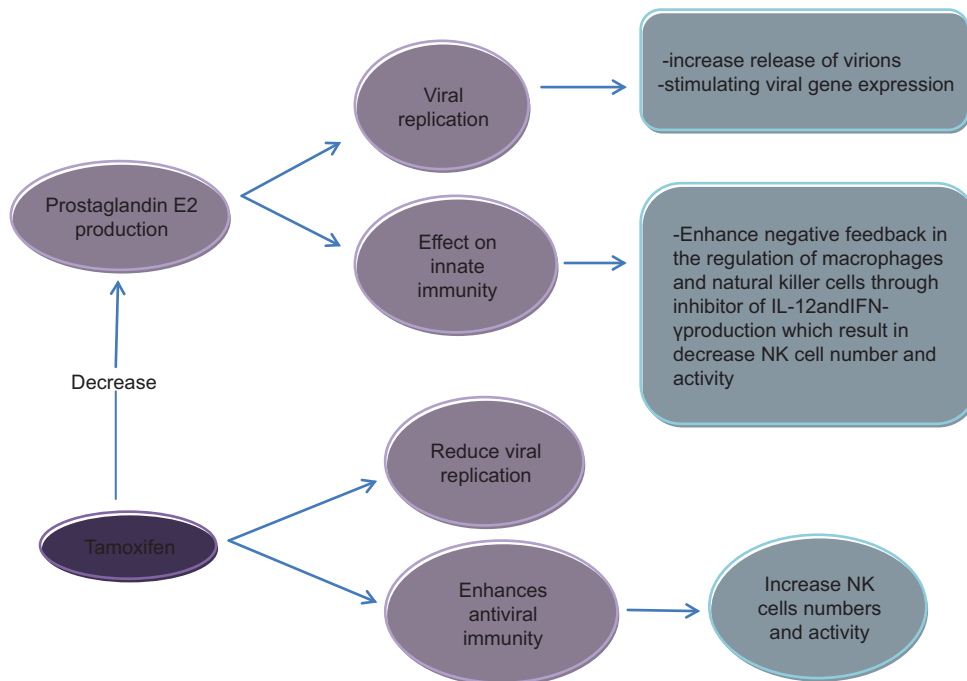 -increase release of virions
-stimulating viral gene expression
Viral
replication
Prostaglandin E2
production
Effect on
innate
immunity
-Enhance negative feedback in
the regulation of macrophages
and natural killer cells through
inhibitor of IL-12andIFN-
γproduction which result in
decrease NK cell number and
activity
Decrease
Reduce viral
replication
Tamoxifen
Enhances
antiviral
immunity
Increase NK
cells numbers
and activity